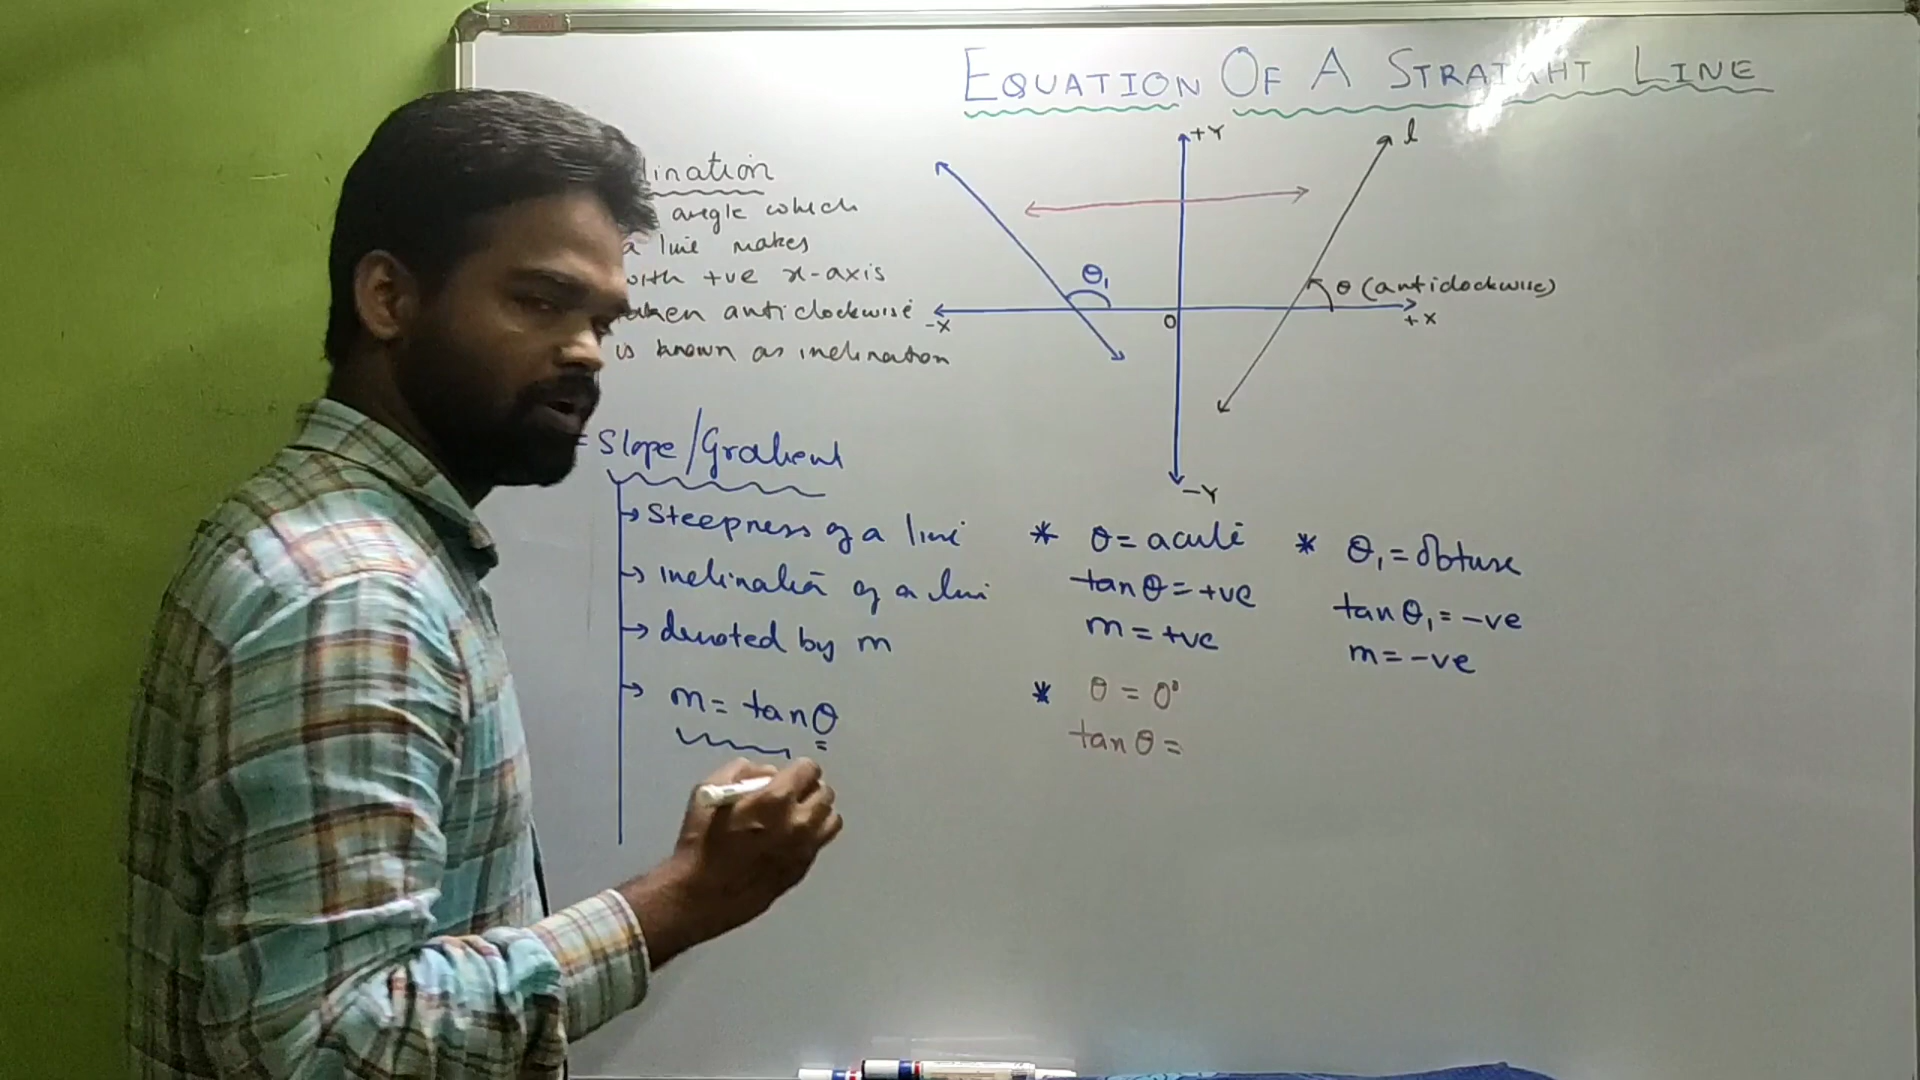 EQUATION OF A STRAIGHT LINE
lination
angle which
a line makes
with +ve x-axis
taken anticlockwise
is known as inclination
+Y
l
θ₁
θ (anticlockwise)
-X
O
+X
-Y
= Slope/Gradient
→ Steepness of a line
→ inclination of a line
→ denoted by m
→ m = tanθ
* θ = acute
tanθ = +ve
m = +ve
* θ₁ = obtuse
tanθ₁ = -ve
m = -ve
* θ = 0°
tanθ =